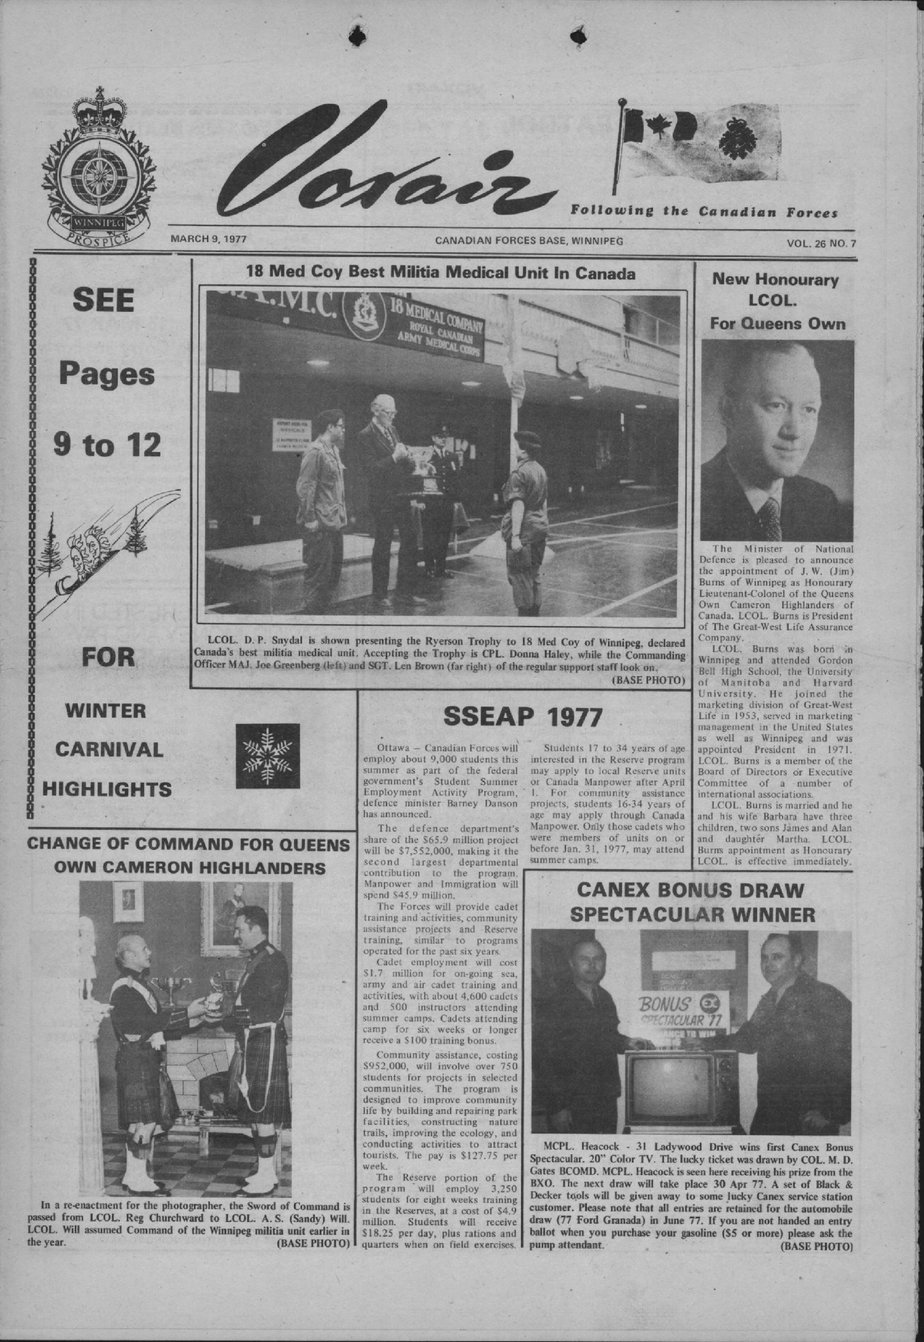 WINNIPEG
PROSPICE
Voxair
Following the Canadian Forces
MARCH 9, 1977
CANADIAN FORCES BASE, WINNIPEG
VOL. 26 NO. 7
SEE
Pages
9 to 12
FOR
WINTER
CARNIVAL
HIGHLIGHTS
18 Med Coy Best Militia Medical Unit In Canada
18 MEDICAL COMPANY
ROYAL CANADIAN
ARMY MEDICAL CORPS
LCOL. D. P. Snydal is shown presenting the Ryerson Trophy to 18 Med Coy of Winnipeg, declared
Canada's best militia medical unit. Accepting the Trophy is CPL. Donna Haley, while the Commanding
Officer MAJ. Joe Greenberg (left) and SGT. Len Brown (far right) of the regular support staff look on.
(BASE PHOTO)
New Honourary
LCOL.
For Queens Own
The Minister of National
Defence is pleased to announce
the appointment of J. W. (Jim)
Burns of Winnipeg as Honourary
Lieutenant-Colonel of the Queens
Own Cameron Highlanders of
Canada. LCOL. Burns is President
of The Great-West Life Assurance
Company.
LCOL. Burns was born in
Winnipeg and attended Gordon
Bell High School, the University
of Manitoba and Harvard
University. He joined the
marketing division of Great-West
Life in 1953, served in marketing
management in the United States
as well as Winnipeg and was
appointed President in 1971.
LCOL. Burns is a member of the
Board of Directors or Executive
Committee of a number of
international associations.
LCOL. Burns is married and he
and his wife Barbara have three
children, two sons James and Alan
and daughter Martha. LCOL.
Burns appointment as Honourary
LCOL. is effective immediately.
SSEAP 1977
Ottawa – Canadian Forces will
employ about 9,000 students this
summer as part of the federal
government's Student Summer
Employment Activity Program,
defence minister Barney Danson
has announced.
The defence department's
share of the $65.9 million project
will be $7,552,000, making it the
second largest departmental
contribution to the program.
Manpower and Immigration will
spend $45.9 million.
The Forces will provide cadet
training and activities, community
assistance projects and Reserve
training, similar to programs
operated for the past six years.
Cadet employment will cost
$1.7 million for on-going sea,
army and air cadet training and
activities, with about 4,600 cadets
and 500 instructors attending
summer camps. Cadets attending
camp for six weeks or longer
receive a $100 training bonus.
Community assistance, costing
$952,000, will involve over 750
students for projects in selected
communities. The program is
designed to improve community
life by building and repairing park
facilities, constructing nature
trails, improving the ecology, and
conducting activities to attract
tourists. The pay is $127.75 per
week.
The Reserve portion of the
program will employ 3,250
students for eight weeks training
in the Reserves, at a cost of $4.9
million. Students will receive
$18.25 per day, plus rations and
quarters when on field exercises.
Students 17 to 34 years of age
interested in the Reserve program
may apply to local Reserve units
or Canada Manpower after April
1. For community assistance
projects, students 16-34 years of
age may apply through Canada
Manpower. Only those cadets who
were members of units on or
before Jan. 31, 1977, may attend
summer camps.
CHANGE OF COMMAND FOR QUEENS
OWN CAMERON HIGHLANDERS
In a re-enactment for the photographer, the Sword of Command is
passed from LCOL. Reg Churchward to LCOL. A. S. (Sandy) Will.
LCOL. Will assumed Command of the Winnipeg militia unit earlier in
the year. (BASE PHOTO)
CANEX BONUS DRAW
SPECTACULAR WINNER
BONUS EX
SPECTACULAR 77
CHANCE TO WIN
MCPL. Heacock - 31 Ladywood Drive wins first Canex Bonus
Spectacular. 20" Color TV. The lucky ticket was drawn by COL. M. D.
Gates BCOMD. MCPL. Heacock is seen here receiving his prize from the
BXO. The next draw will take place 30 Apr 77. A set of Black &
Decker tools will be given away to some lucky Canex service station
customer. Please note that all entries are retained for the automobile
draw (77 Ford Granada) in June 77. If you are not handed an entry
ballot when you purchase your gasoline ($5 or more) please ask the
pump attendant. (BASE PHOTO)